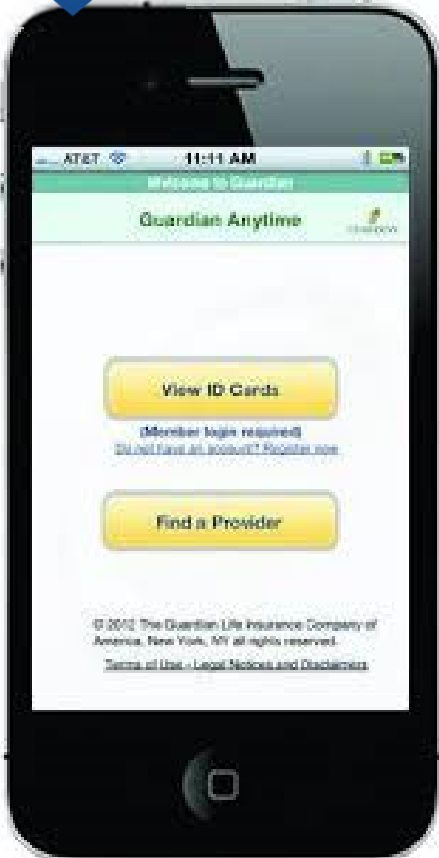 AT&T 11:11 AM
Welcome to Guardian
Guardian Anytime
GUARDIAN
View ID Cards
(Member login required)
Do not have an account? Register now
Find a Provider
© 2012 The Guardian Life Insurance Company of
America, New York, NY all rights reserved.
Terms of Use - Legal Notices and Disclaimers